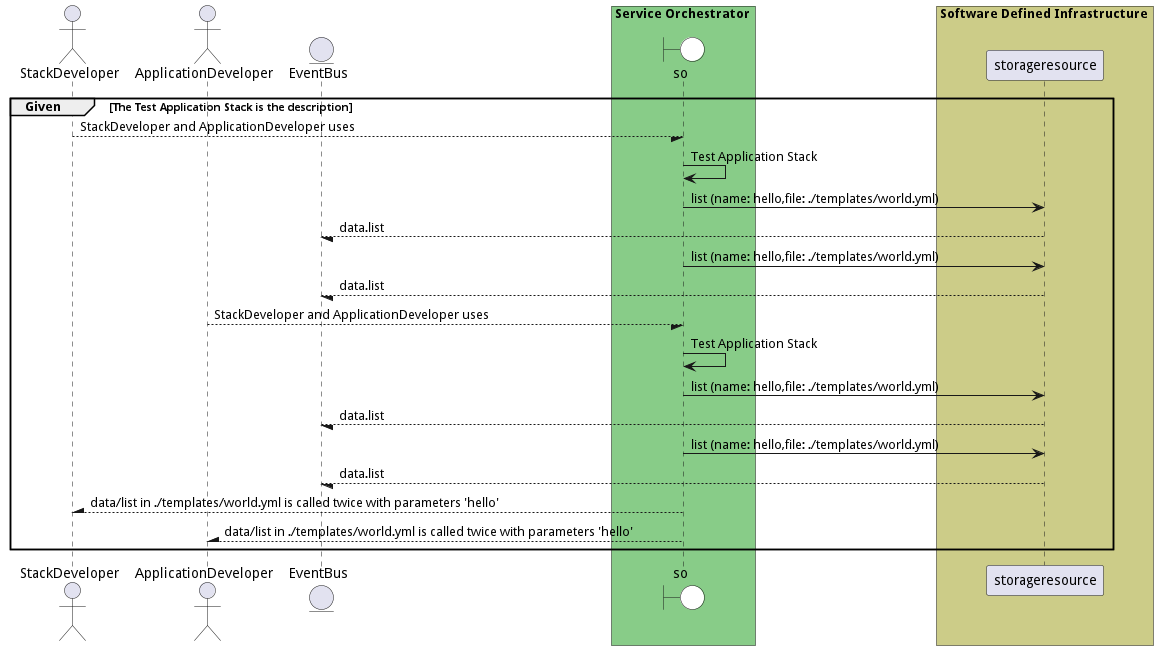 Service Orchestrator
Software Defined Infrastructure
StackDeveloper
ApplicationDeveloper
EventBus
so
storageresource
Given
[The Test Application Stack is the description]
StackDeveloper and ApplicationDeveloper uses
Test Application Stack
list (name: hello,file: ./templates/world.yml)
data.list
list (name: hello,file: ./templates/world.yml)
data.list
StackDeveloper and ApplicationDeveloper uses
Test Application Stack
list (name: hello,file: ./templates/world.yml)
data.list
list (name: hello,file: ./templates/world.yml)
data.list
data/list in ./templates/world.yml is called twice with parameters 'hello'
data/list in ./templates/world.yml is called twice with parameters 'hello'
StackDeveloper
ApplicationDeveloper
EventBus
so
storageresource